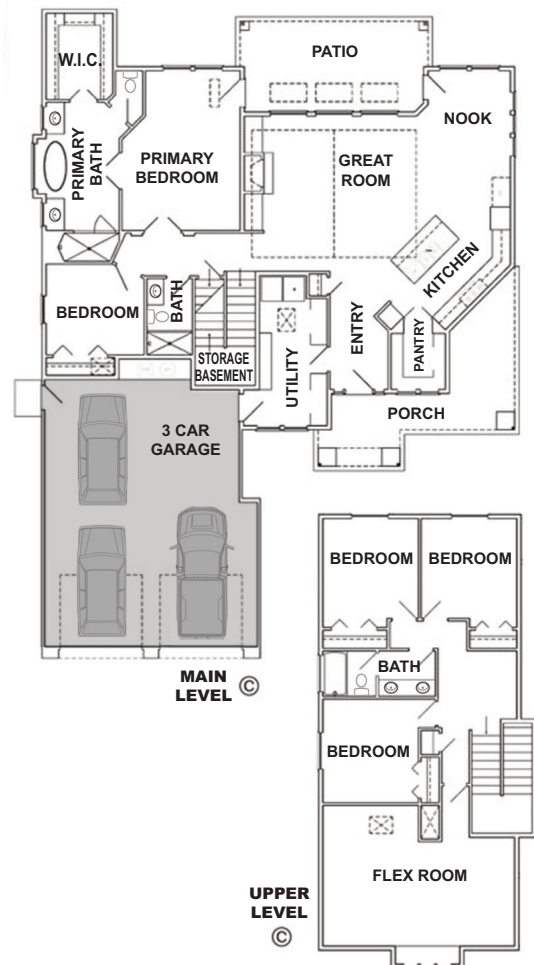 PATIO
W.I.C.
NOOK
PRIMARY
BATH
PRIMARY
BEDROOM
GREAT
ROOM
KITCHEN
BEDROOM
BATH
STORAGE
BASEMENT
UTILITY
ENTRY
PANTRY
PORCH
3 CAR
GARAGE
MAIN
LEVEL ©
BEDROOM
BEDROOM
BATH
BEDROOM
FLEX ROOM
UPPER
LEVEL
©